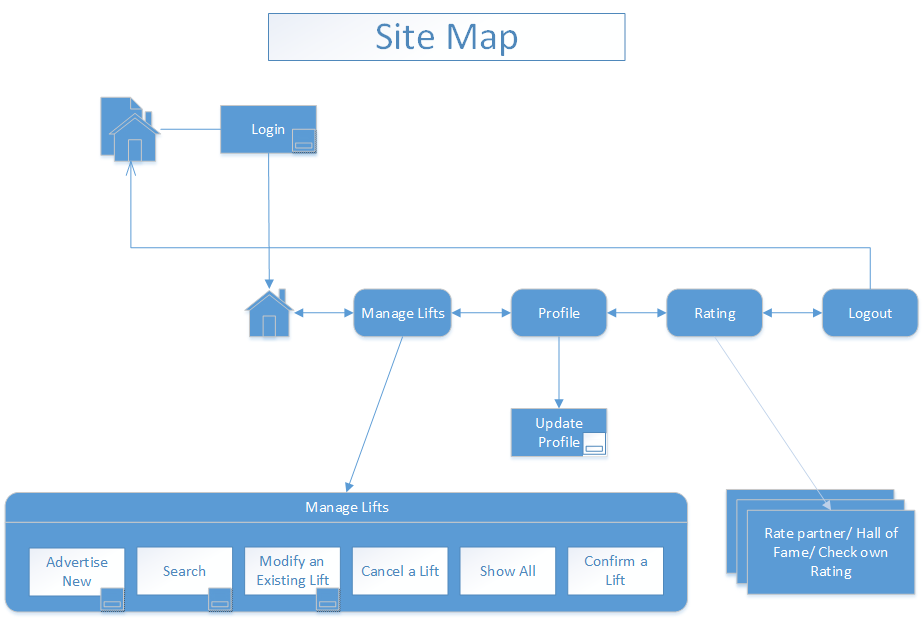 Site Map
Login
Manage Lifts
Profile
Rating
Logout
Update
Profile
Manage Lifts
Advertise
New
Search
Modify an
Existing Lift
Cancel a Lift
Show All
Confirm a
Lift
Rate partner/ Hall of
Fame/ Check own
Rating